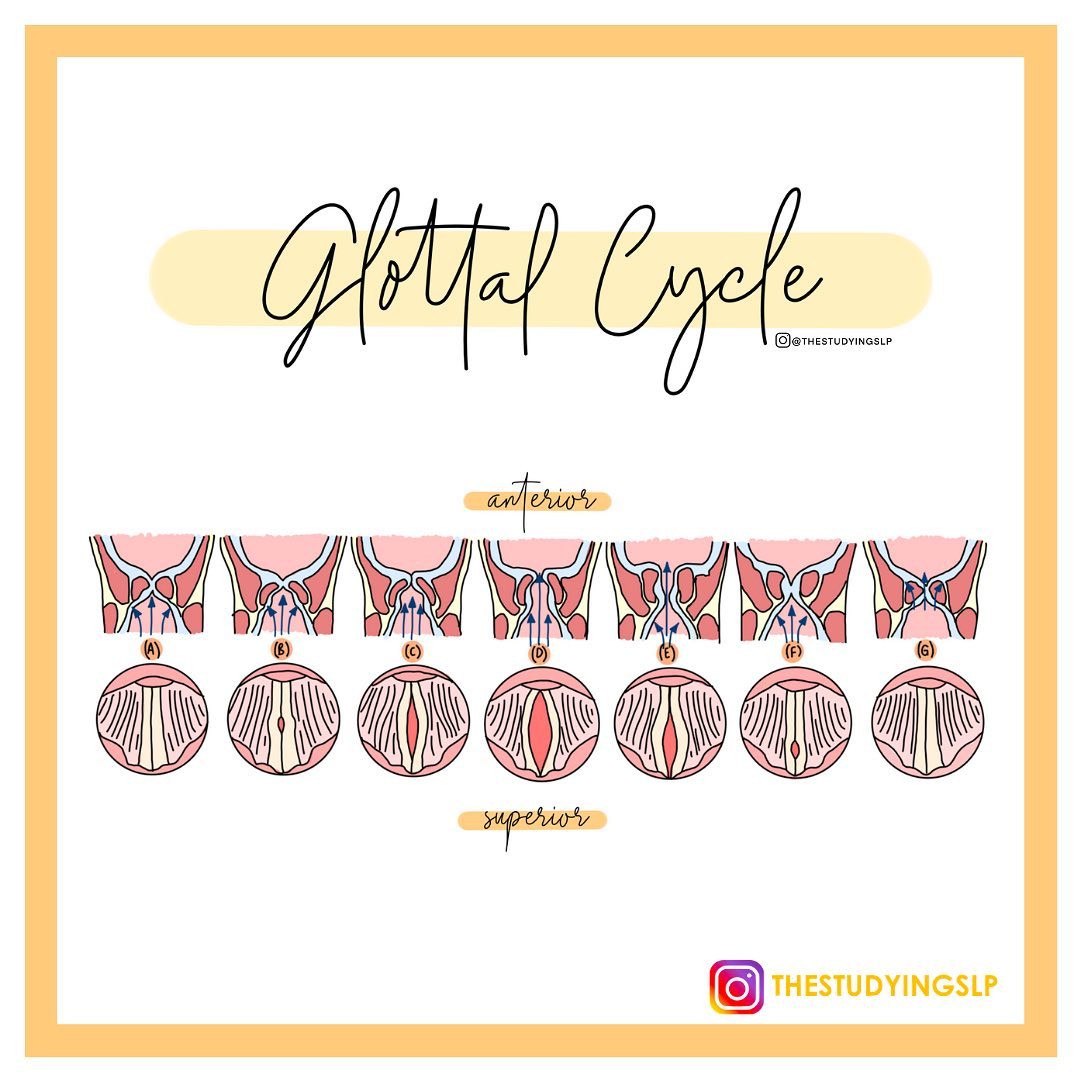 Glottal Cycle
@THESTUDYINGSLP
anterior
(A) (B) (C) (D) (E) (F) (G)
superior
THESTUDYINGSLP